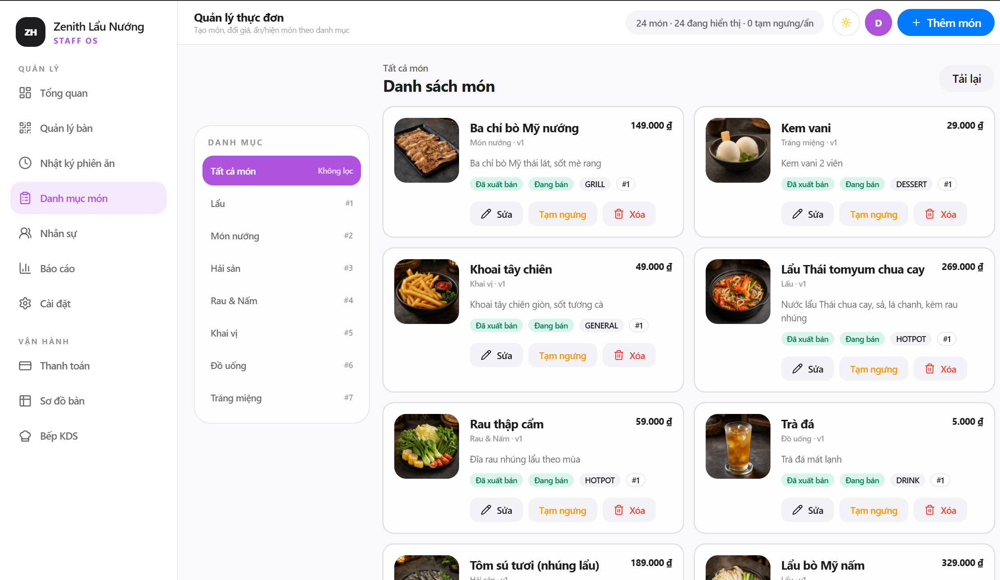 ZH
Zenith Lẩu Nướng
STAFF OS
QUẢN LÝ
Tổng quan
Quản lý bàn
Nhật ký phiên ăn
Danh mục món
Nhân sự
Báo cáo
Cài đặt
VẬN HÀNH
Thanh toán
Sơ đồ bàn
Bếp KDS
Quản lý thực đơn
Tạo món, đổi giá, ẩn/hiện món theo danh mục
24 món · 24 đang hiển thị · 0 tạm ngưng/ẩn
D
+ Thêm món
DANH MỤC
Tất cả món Không lọc
Lẩu #1
Món nướng #2
Hải sản #3
Rau & Nấm #4
Khai vị #5
Đồ uống #6
Tráng miệng #7
Tất cả món
Danh sách món
Tải lại
Ba chỉ bò Mỹ nướng 149.000 ₫
Món nướng · v1
Ba chỉ bò Mỹ thái lát, sốt mè rang
Đã xuất bản Đang bán GRILL #1
Sửa Tạm ngưng Xóa
Kem vani 29.000 ₫
Tráng miệng · v1
Kem vani 2 viên
Đã xuất bản Đang bán DESSERT #1
Sửa Tạm ngưng Xóa
Khoai tây chiên 49.000 ₫
Khai vị · v1
Khoai tây chiên giòn, sốt tương cà
Đã xuất bản Đang bán GENERAL #1
Sửa Tạm ngưng Xóa
Lẩu Thái tomyum chua cay 269.000 ₫
Lẩu · v1
Nước lẩu Thái chua cay, sả, lá chanh, kèm rau
nhúng
Đã xuất bản Đang bán HOTPOT #1
Sửa Tạm ngưng Xóa
Rau thập cẩm 59.000 ₫
Rau & Nấm · v1
Đĩa rau nhúng lẩu theo mùa
Đã xuất bản Đang bán HOTPOT #1
Sửa Tạm ngưng Xóa
Trà đá 5.000 ₫
Đồ uống · v1
Trà đá mát lạnh
Đã xuất bản Đang bán DRINK #1
Sửa Tạm ngưng Xóa
Tôm sú tươi (nhúng lẩu) 189.000 ₫
Hải sản · v1
Lẩu bò Mỹ nấm 329.000 ₫
Lẩu · v1